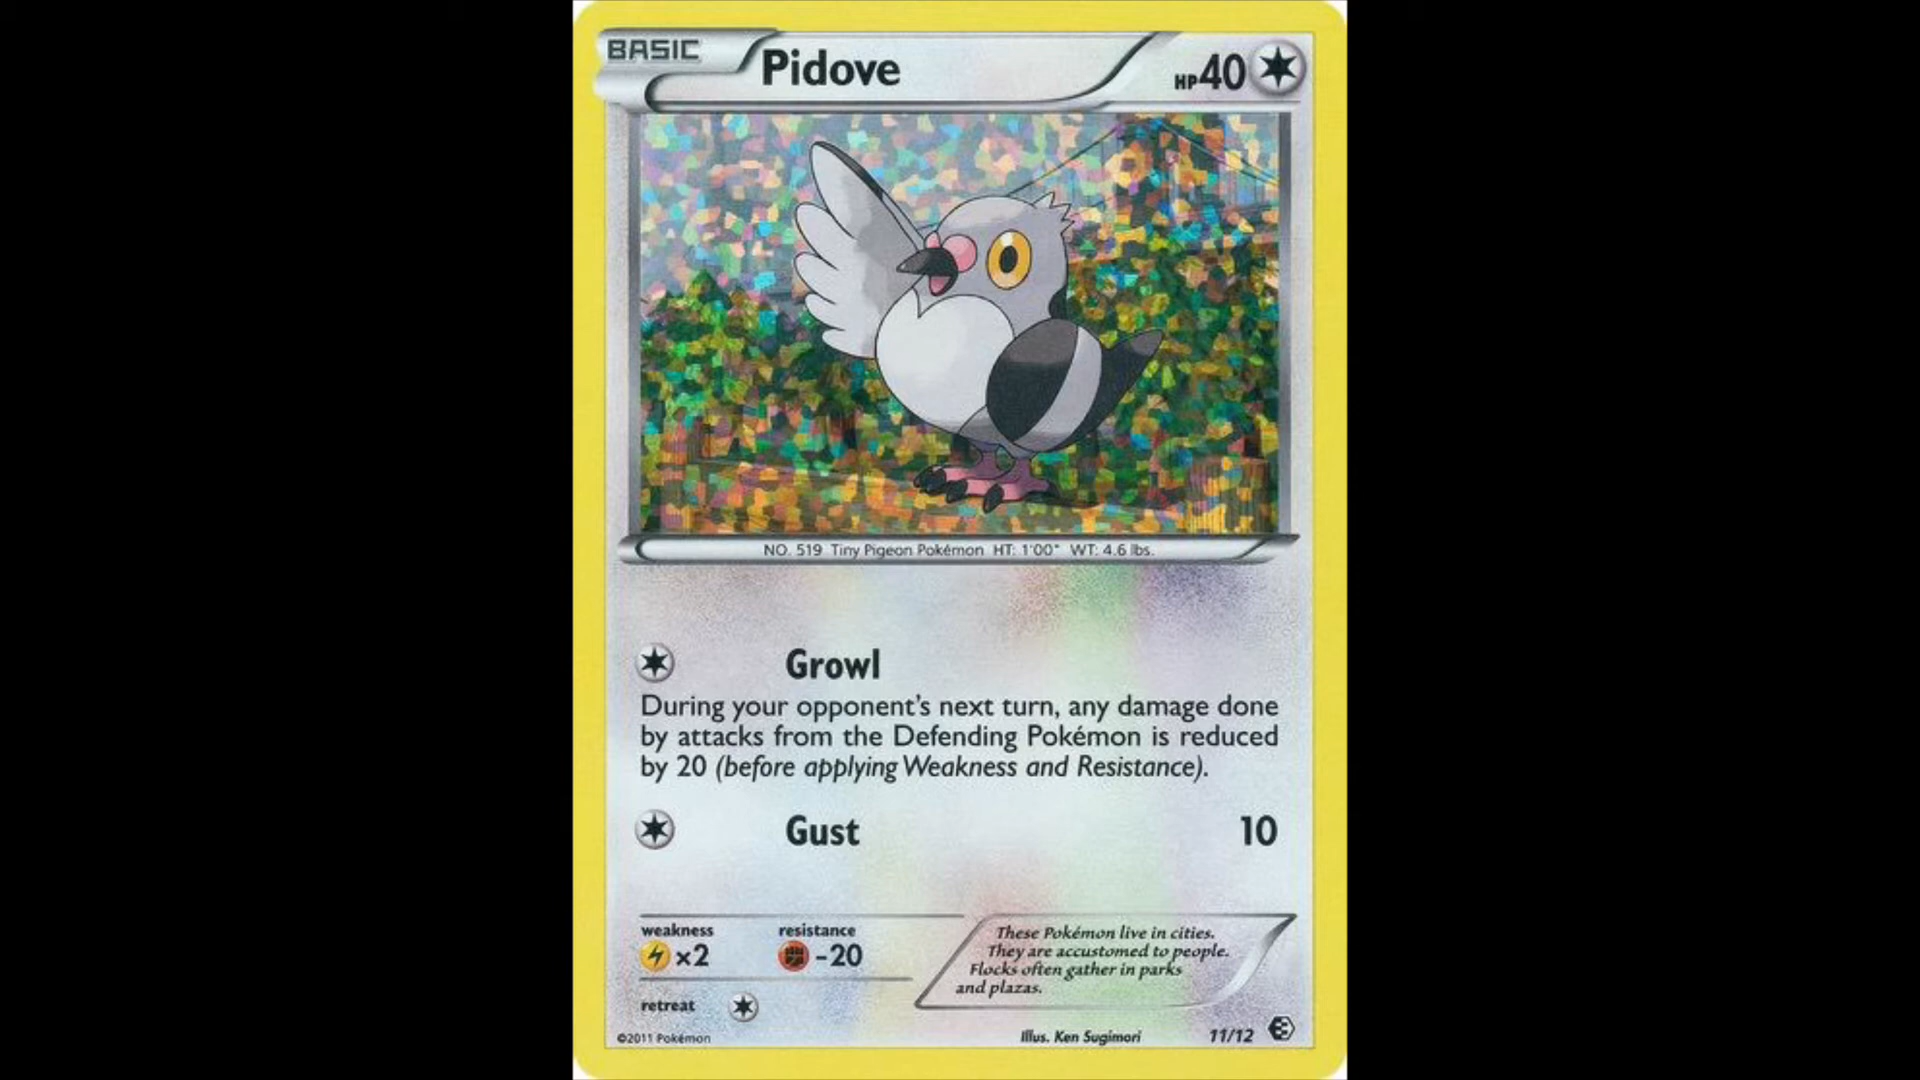 BASIC
Pidove
HP40
NO. 519 Tiny Pigeon Pokémon HT: 1'00" WT: 4.6 lbs.
Growl
During your opponent's next turn, any damage done
by attacks from the Defending Pokémon is reduced
by 20 (before applying Weakness and Resistance).
Gust 10
weakness resistance
×2 -20
retreat
These Pokémon live in cities.
They are accustomed to people.
Flocks often gather in parks
and plazas.
©2011 Pokémon Illus. Ken Sugimori 11/12